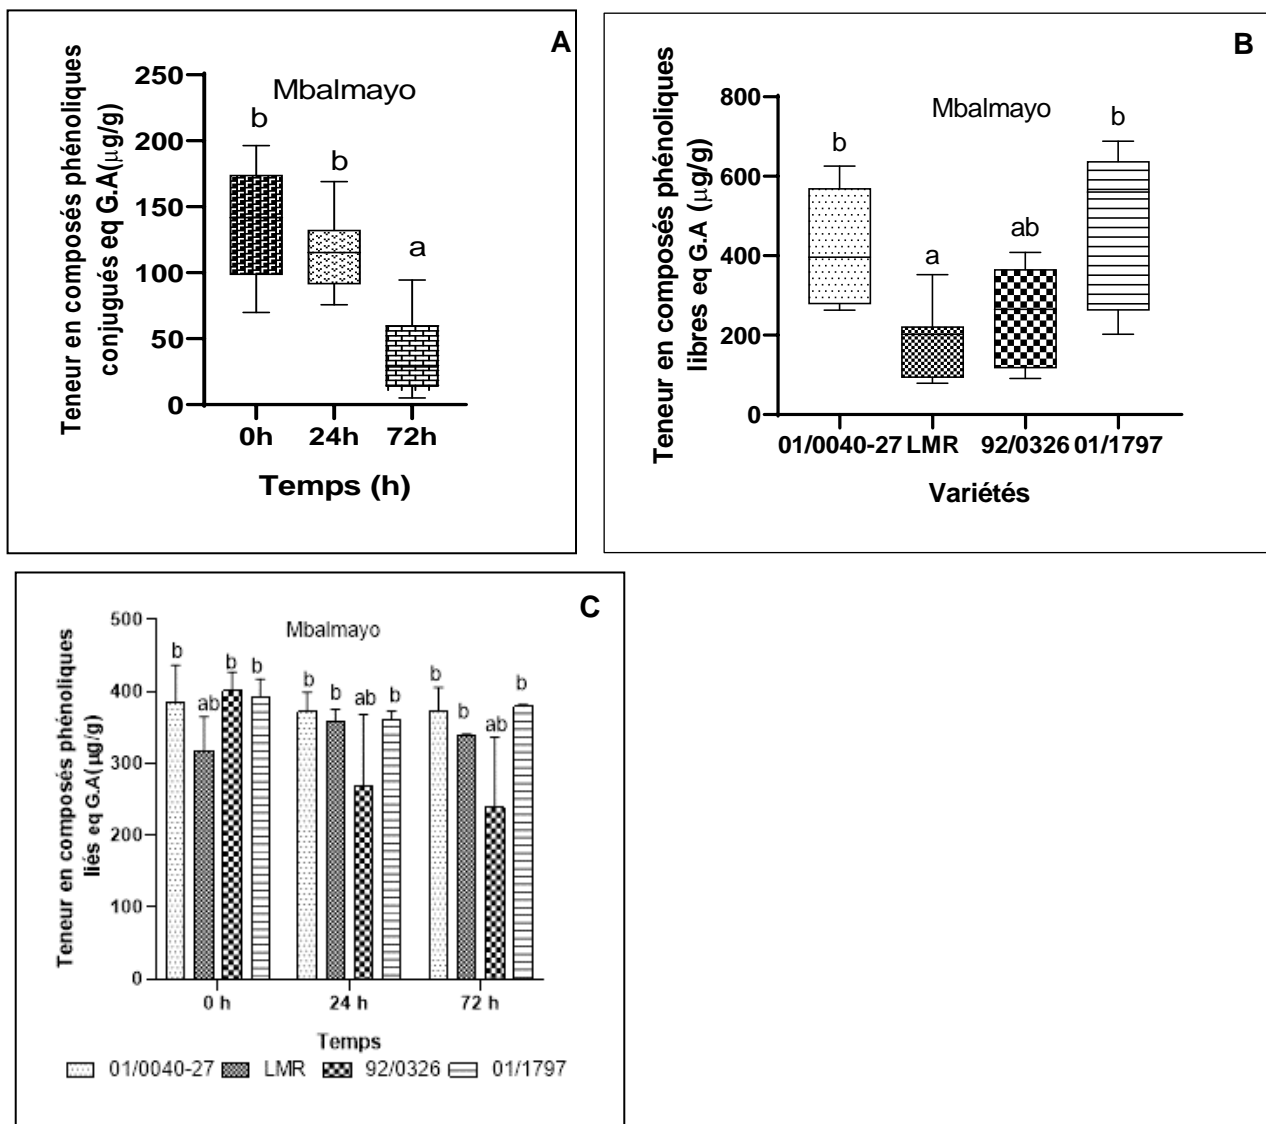 A
Teneur en composés phénoliques
conjugués eq G.A(µg/g)
250
200
150
100
50
0
Mbalmayo
b
b
a
0h 24h 72h
Temps (h)
B
Teneur en composés phénoliques
libres eq G.A (µg/g)
800
600
400
200
0
Mbalmayo
b
a
ab
b
01/0040-27 LMR 92/0326 01/1797
Variétés
C
Teneur en composés phénoliques
liés eq G.A(µg/g)
500
400
300
200
100
0
Mbalmayo
b ab b b b b ab b b b ab b
0 h 24 h 72 h
Temps
01/0040-27 LMR 92/0326 01/1797